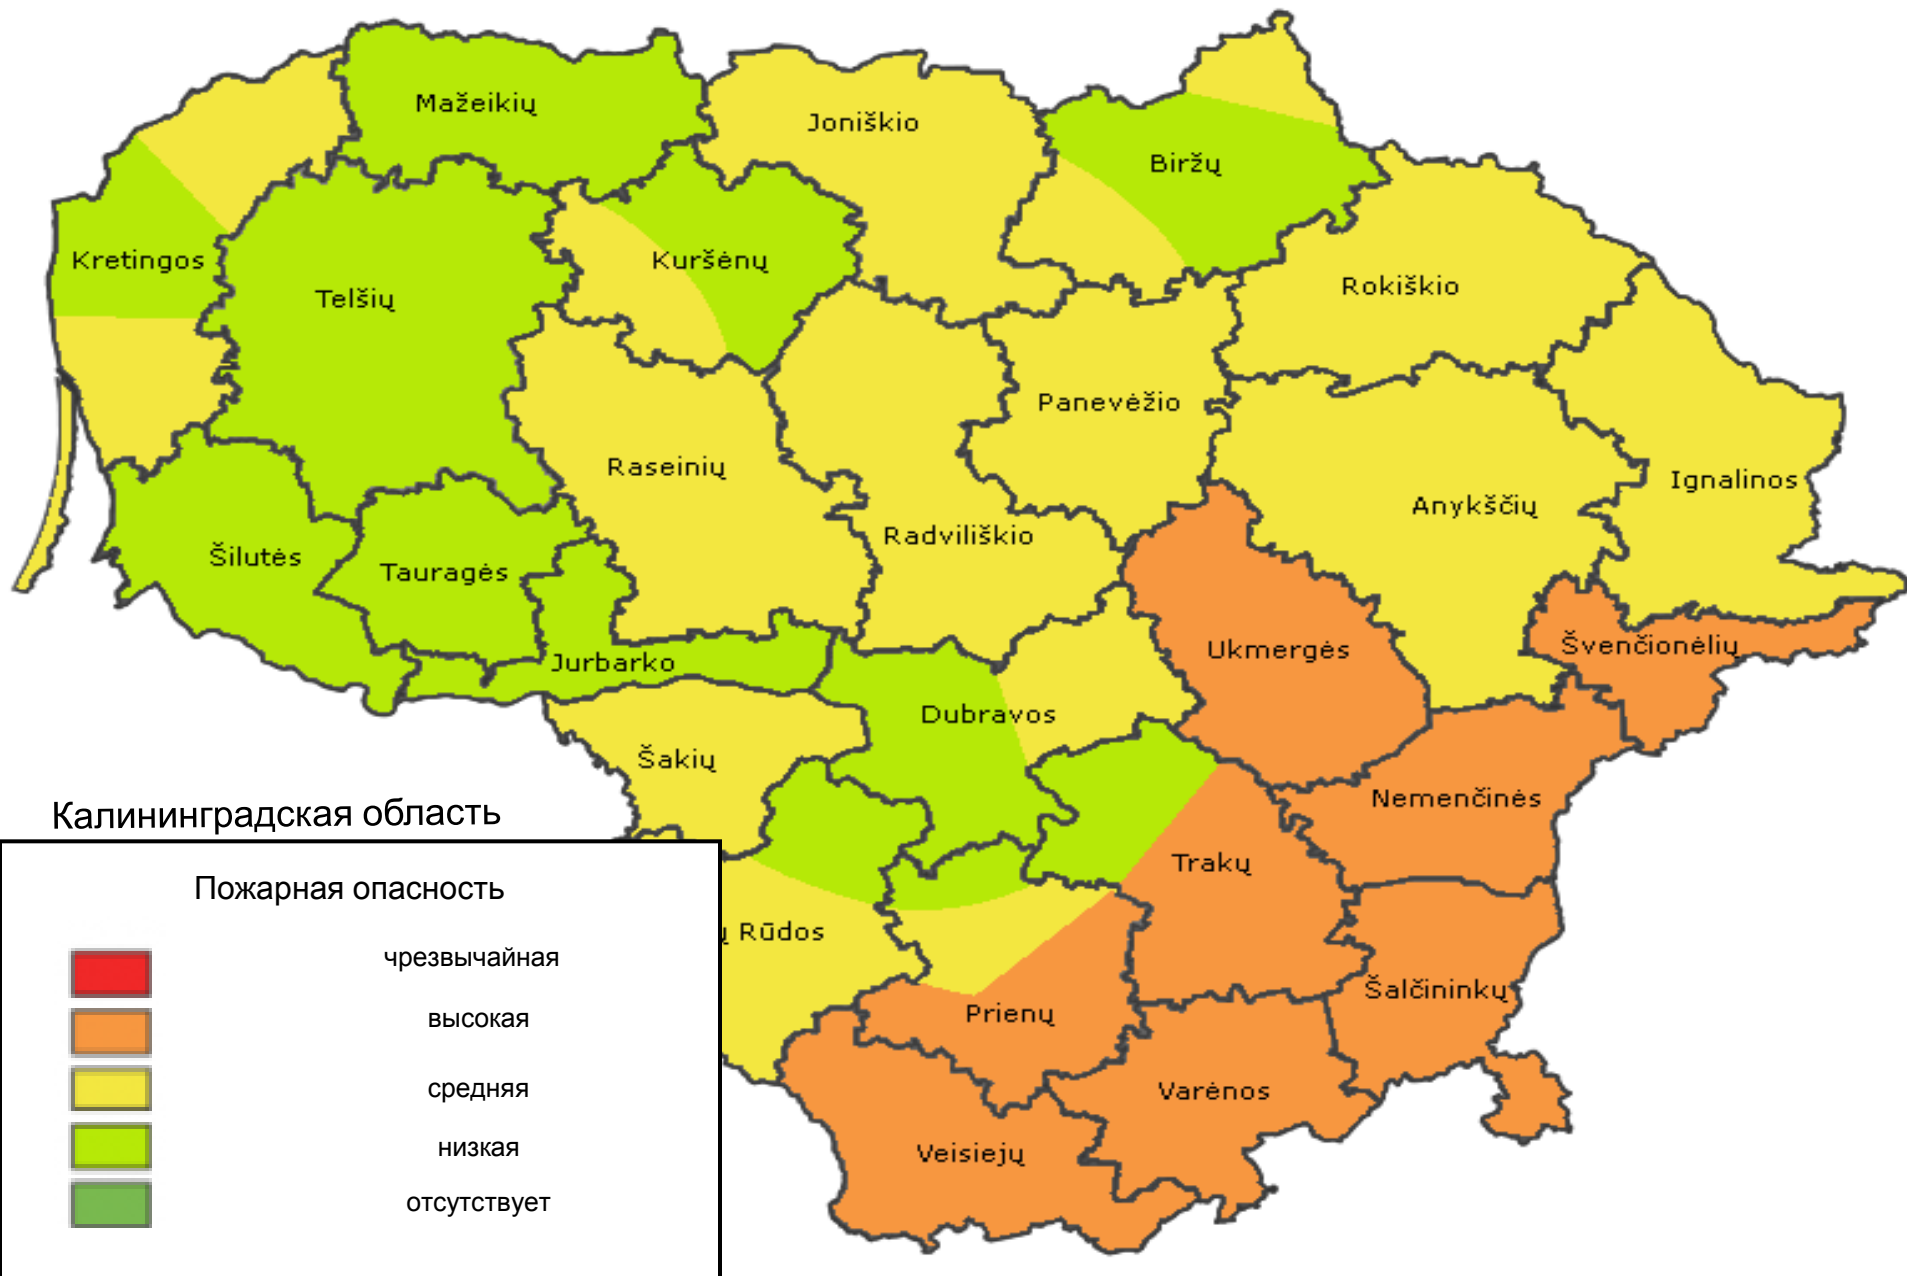 Mažeikių
Joniškio
Biržų
Kretingos
Telšių
Kuršėnų
Rokiškio
Panevėžio
Raseinių
Ignalinos
Anykščių
Radviliškio
Šilutės
Tauragės
Ukmergės
Švenčionėlių
Jurbarko
Dubravos
Šakių
Nemenčinės
Калининградская область
Trakų
Пожарная опасность
ų Rūdos
чрезвычайная
Šalčininkų
высокая
Prienų
средняя
Varėnos
низкая
Veisiejų
отсутствует